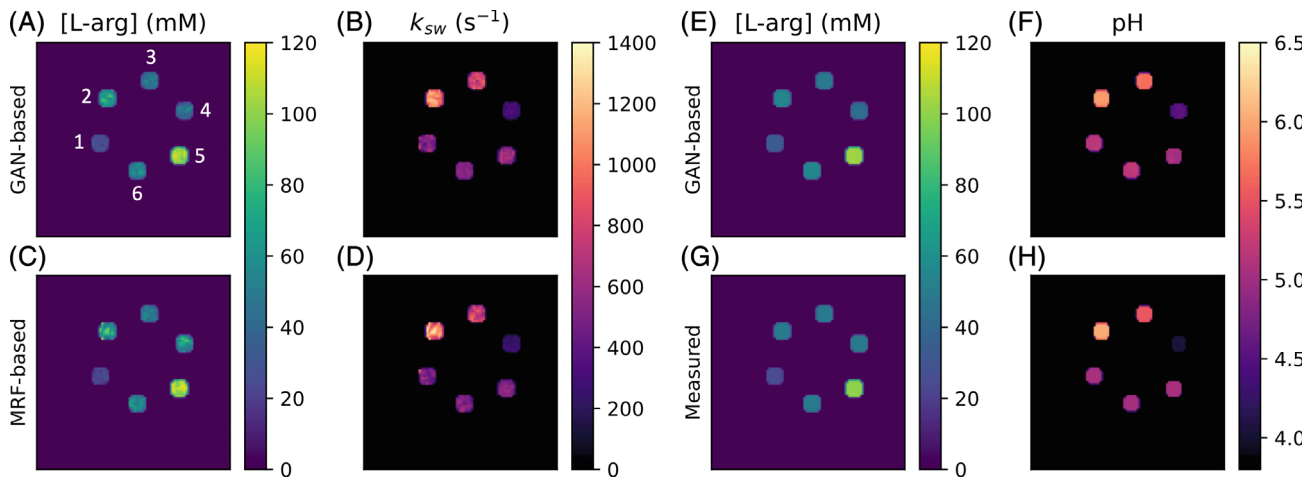 (A) [L-arg] (mM)
(B) k_sw (s⁻¹)
(E) [L-arg] (mM)
(F) pH
GAN-based
1
2
3
4
5
6
120
100
80
60
40
20
0
1400
1200
1000
800
600
400
200
0
GAN-based
120
100
80
60
40
20
0
6.5
6.0
5.5
5.0
4.5
4.0
(C)
(D)
(G)
(H)
MRF-based
Measured